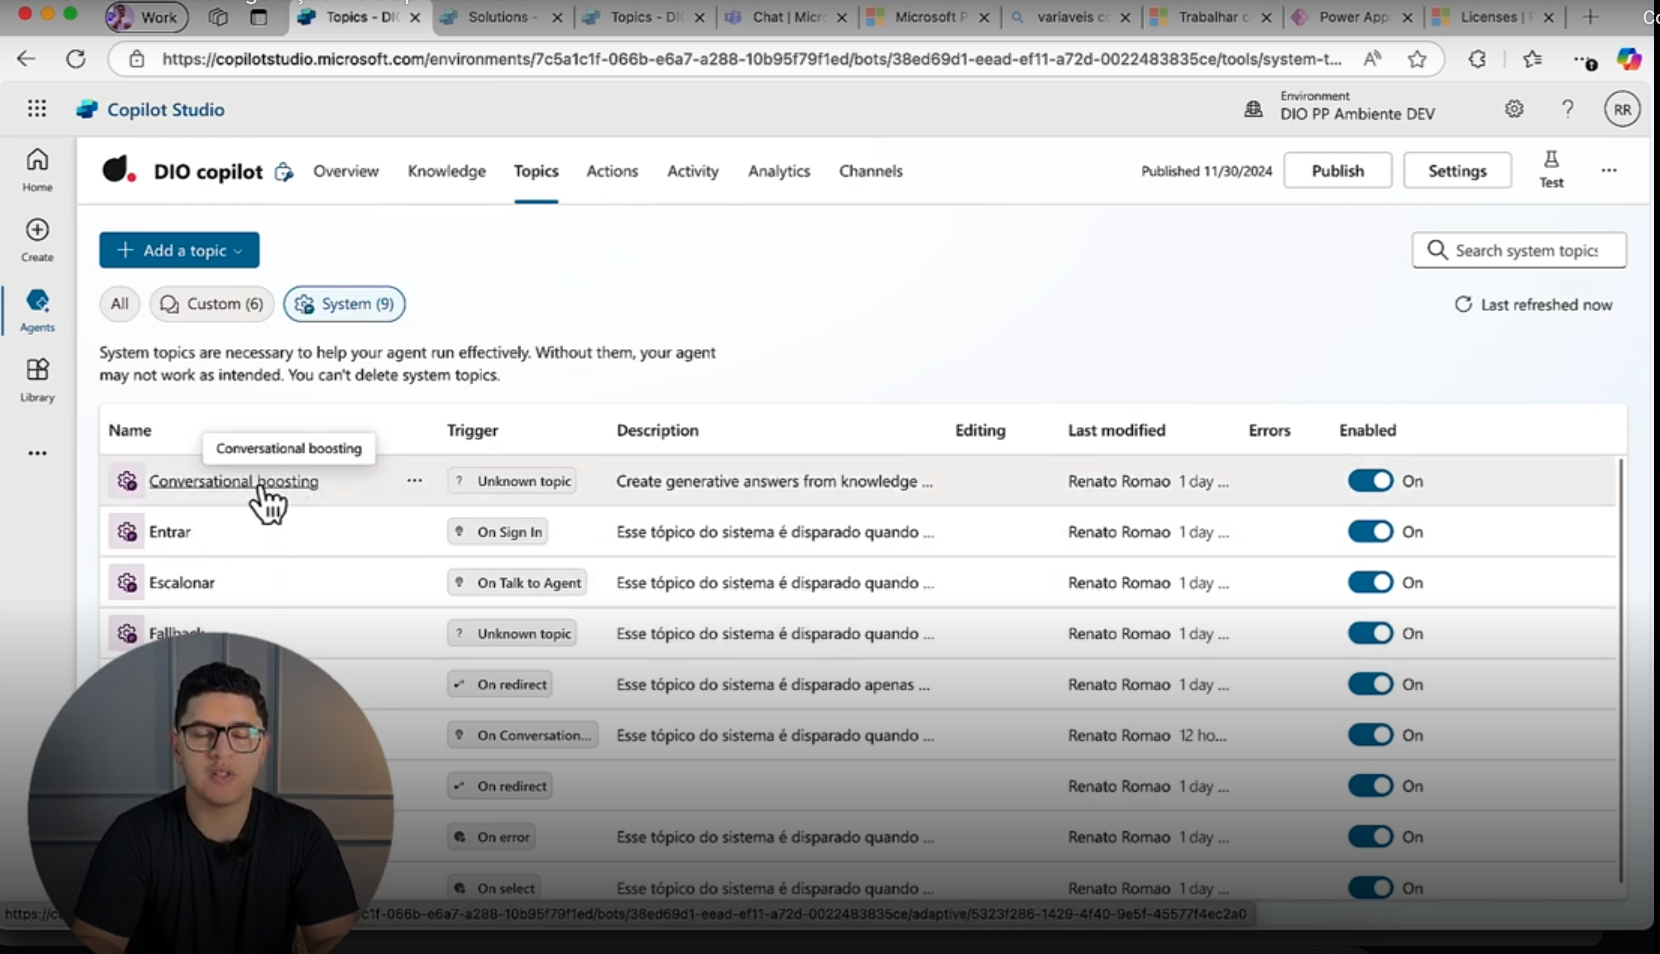 Work
Topics - DI
Solutions -
Topics - DI
Chat | Micr
Microsoft P
variaveis c
Trabalhar c
Power App
Licenses |
https://copilotstudio.microsoft.com/environments/7c5a1c1f-066b-e6a7-a288-10b95f79f1ed/bots/38ed69d1-eead-ef11-a72d-0022483835ce/tools/system-t...
Copilot Studio
Environment
DIO PP Ambiente DEV
RR
Home
Create
Agents
Library
DIO copilot
Overview
Knowledge
Topics
Actions
Activity
Analytics
Channels
Published 11/30/2024
Publish
Settings
Test
Add a topic
Search system topics
All
Custom (6)
System (9)
Last refreshed now
System topics are necessary to help your agent run effectively. Without them, your agent
may not work as intended. You can't delete system topics.
Name Trigger Description Editing Last modified Errors Enabled
Conversational boosting
Conversational boosting ... ? Unknown topic Create generative answers from knowledge ... Renato Romao 1 day ... On
Entrar On Sign In Esse tópico do sistema é disparado quando ... Renato Romao 1 day ... On
Escalonar On Talk to Agent Esse tópico do sistema é disparado quando ... Renato Romao 1 day ... On
Fallback ? Unknown topic Esse tópico do sistema é disparado quando ... Renato Romao 1 day ... On
On redirect Esse tópico do sistema é disparado apenas ... Renato Romao 1 day ... On
On Conversation... Esse tópico do sistema é disparado quando ... Renato Romao 12 ho... On
On redirect Renato Romao 1 day ... On
On error Esse tópico do sistema é disparado quando ... Renato Romao 1 day ... On
On select Esse tópico do sistema é disparado quando ... Renato Romao 1 day ... On
c1f-066b-e6a7-a288-10b95f79f1ed/bots/38ed69d1-eead-ef11-a72d-0022483835ce/adaptive/5323f286-1429-4f40-9e5f-45577f4ec2a0